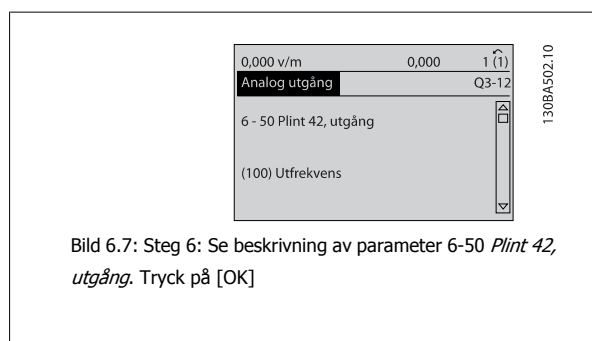 0,000 v/m 0,000 1 (1)
Analog utgång Q3-12
6 - 50 Plint 42, utgång
(100) Utfrekvens
130BA502.10
Bild 6.7: Steg 6: Se beskrivning av parameter 6-50 Plint 42,
utgång. Tryck på [OK]